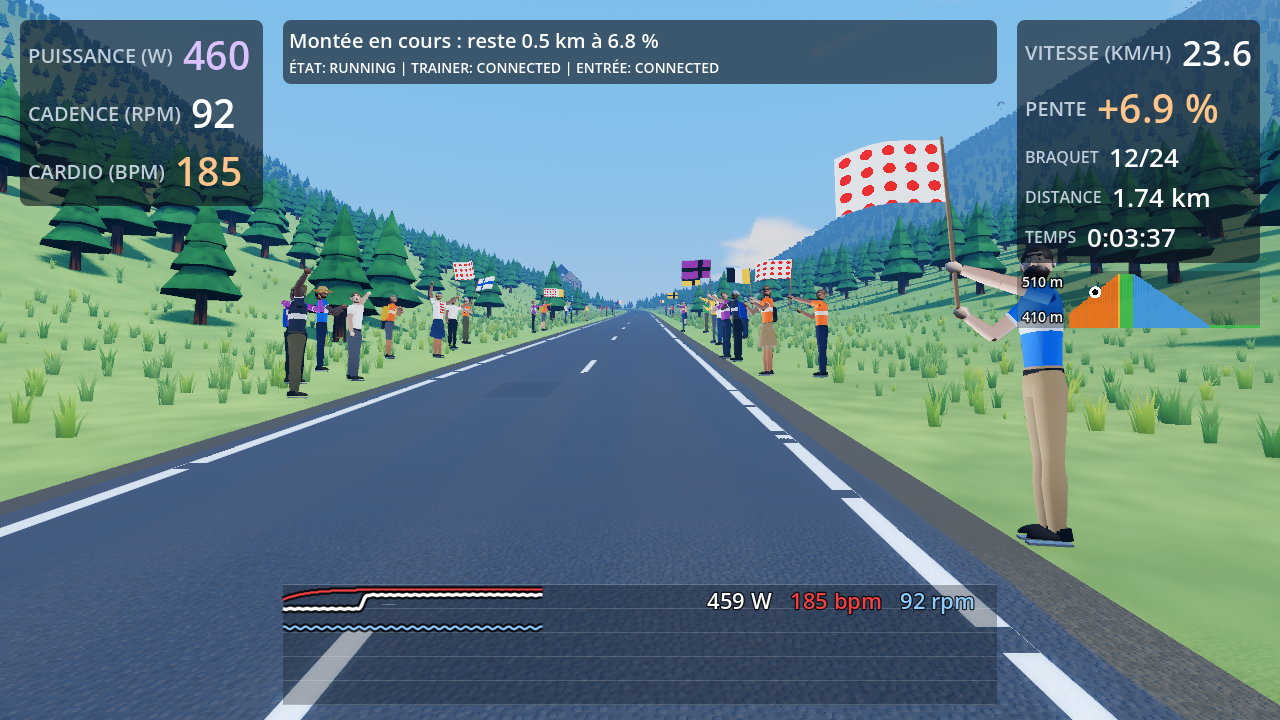 PUISSANCE (W) 460
CADENCE (RPM) 92
CARDIO (BPM) 185
Montée en cours : reste 0.5 km à 6.8 %
ÉTAT: RUNNING | TRAINER: CONNECTED | ENTRÉE: CONNECTED
VITESSE (KM/H) 23.6
PENTE +6.9 %
BRAQUET 12/24
DISTANCE 1.74 km
TEMPS 0:03:37
510 m
410 m
459 W 185 bpm 92 rpm